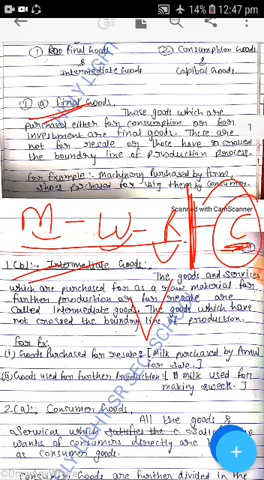 14% 12:47 pm
① Final Goods ② Consumption Goods
& &
Intermediate Goods Capital Goods
① (a) Final Goods,
Those goods which are
purchased either for consumption or for
investment are final goods. These are
not for resale or these have crossed
the boundary line of production process.
For Example:- Machinery Purchased by firm,
shoes purchased for using them by Consumer
1
M - W - R - C
Scanned with CamScanner
1.(b):- Intermediate Goods:
The goods and services
which are purchased for as a raw material for
further production or for resale are
called intermediate goods. The goods which have
not crossed the boundary line of production.
For Ex:
(i) Goods Purchased for resale: [Milk purchased by
for sale.]
(ii) Goods used for further production: [Milk used for
making sweet.]
2.(a): Consumer Goods,
All the goods &
services which satisfies the
wants of consumers directly are
as consumer goods.
Consumer Goods are further divided in the